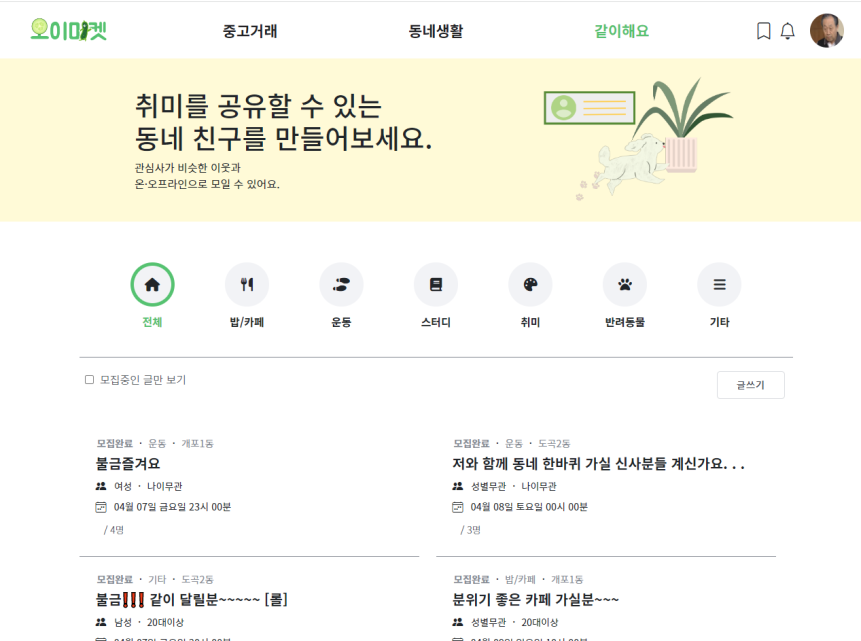 오이마켓
중고거래
동네생활
같이해요
취미를 공유할 수 있는
동네 친구를 만들어보세요.
관심사가 비슷한 이웃과
온·오프라인으로 모일 수 있어요.
전체
밥/카페
운동
스터디
취미
반려동물
기타
모집중인 글만 보기
글쓰기
모집완료 · 운동 · 개포1동
불금즐겨요
여성 · 나이무관
04월 07일 금요일 23시 00분
/ 4명
모집완료 · 운동 · 도곡2동
저와 함께 동네 한바퀴 가실 신사분들 계신가요. . .
성별무관 · 나이무관
04월 08일 토요일 00시 00분
/ 3명
모집완료 · 기타 · 도곡2동
불금❗❗❗ 같이 달릴분~~~~~ [롤]
남성 · 20대이상
모집완료 · 밥/카페 · 개포1동
분위기 좋은 카페 가실분~~~
성별무관 · 20대이상